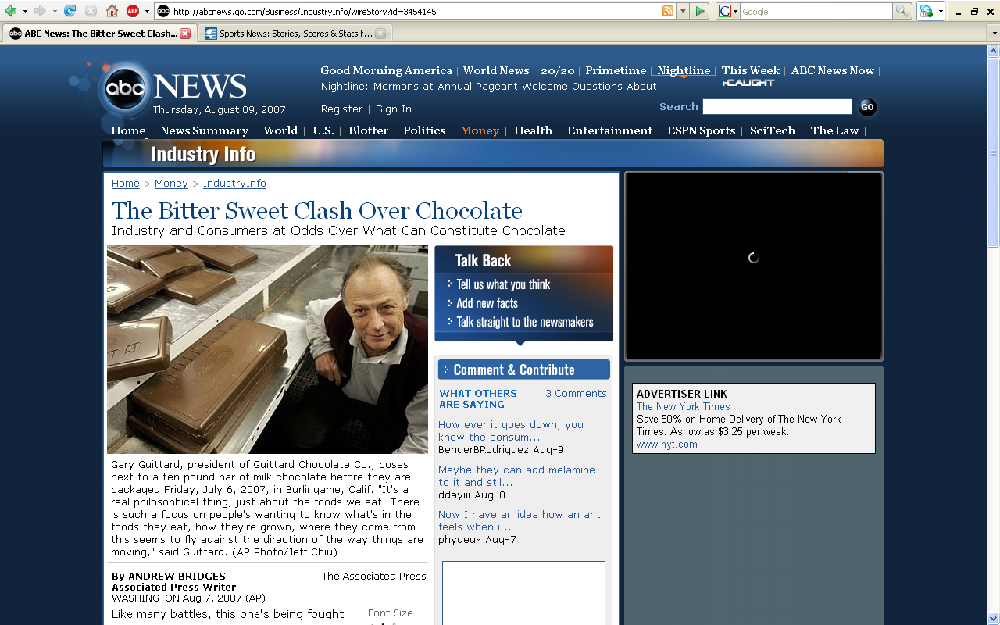 ABP
http://abcnews.go.com/Business/IndustryInfo/wireStory?id=3454145
G
Google
abc ABC News: The Bitter Sweet Clash...
Sports News: Stories, Scores & Stats f...
abc NEWS
Thursday, August 09, 2007
Good Morning America | World News | 20/20 | Primetime | Nightline | This Week | ABC News Now |
i-CAUGHT
Nightline: Mormons at Annual Pageant Welcome Questions About
Register | Sign In
Search
GO
Home | News Summary | World | U.S. | Blotter | Politics | Money | Health | Entertainment | ESPN Sports | SciTech | The Law |
Industry Info
Home > Money > IndustryInfo
The Bitter Sweet Clash Over Chocolate
Industry and Consumers at Odds Over What Can Constitute Chocolate
GUITTARD
Gary Guittard, president of Guittard Chocolate Co., poses
next to a ten pound bar of milk chocolate before they are
packaged Friday, July 6, 2007, in Burlingame, Calif. "It's a
real philosophical thing, just about the foods we eat. There
is such a focus on people's wanting to know what's in the
foods they eat, how they're grown, where they come from -
this seems to fly against the direction of the way things are
moving," said Guittard. (AP Photo/Jeff Chiu)
By ANDREW BRIDGES
Associated Press Writer
The Associated Press
WASHINGTON Aug 7, 2007 (AP)
Like many battles, this one's being fought
Font Size
Talk Back
Tell us what you think
Add new facts
Talk straight to the newsmakers
Comment & Contribute
WHAT OTHERS
ARE SAYING
3 Comments
How ever it goes down, you
know the consum...
BenderBRodriquez Aug-9
Maybe they can add melamine
to it and stil...
ddayiii Aug-8
Now I have an idea how an ant
feels when i...
phydeux Aug-7
ADVERTISER LINK
The New York Times
Save 50% on Home Delivery of The New York
Times. As low as $3.25 per week.
www.nyt.com